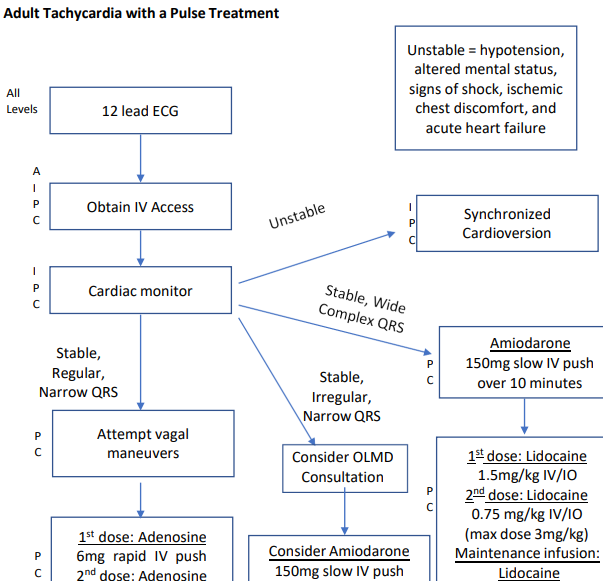 Adult Tachycardia with a Pulse Treatment
Unstable = hypotension,
altered mental status,
signs of shock, ischemic
chest discomfort, and
acute heart failure
All
Levels
12 lead ECG
A
I
P
C
Obtain IV Access
Unstable
I
P
C
Synchronized
Cardioversion
I
P
C
Cardiac monitor
Stable, Wide
Complex QRS
P
C
Amiodarone
150mg slow IV push
over 10 minutes
Stable,
Regular,
Narrow QRS
Stable,
Irregular,
Narrow QRS
P
C
Attempt vagal
maneuvers
Consider OLMD
Consultation
P
C
1st dose: Lidocaine
1.5mg/kg IV/IO
2nd dose: Lidocaine
0.75 mg/kg IV/IO
(max dose 3mg/kg)
Maintenance infusion:
Lidocaine
P
C
1st dose: Adenosine
6mg rapid IV push
2nd dose: Adenosine
Consider Amiodarone
150mg slow IV push